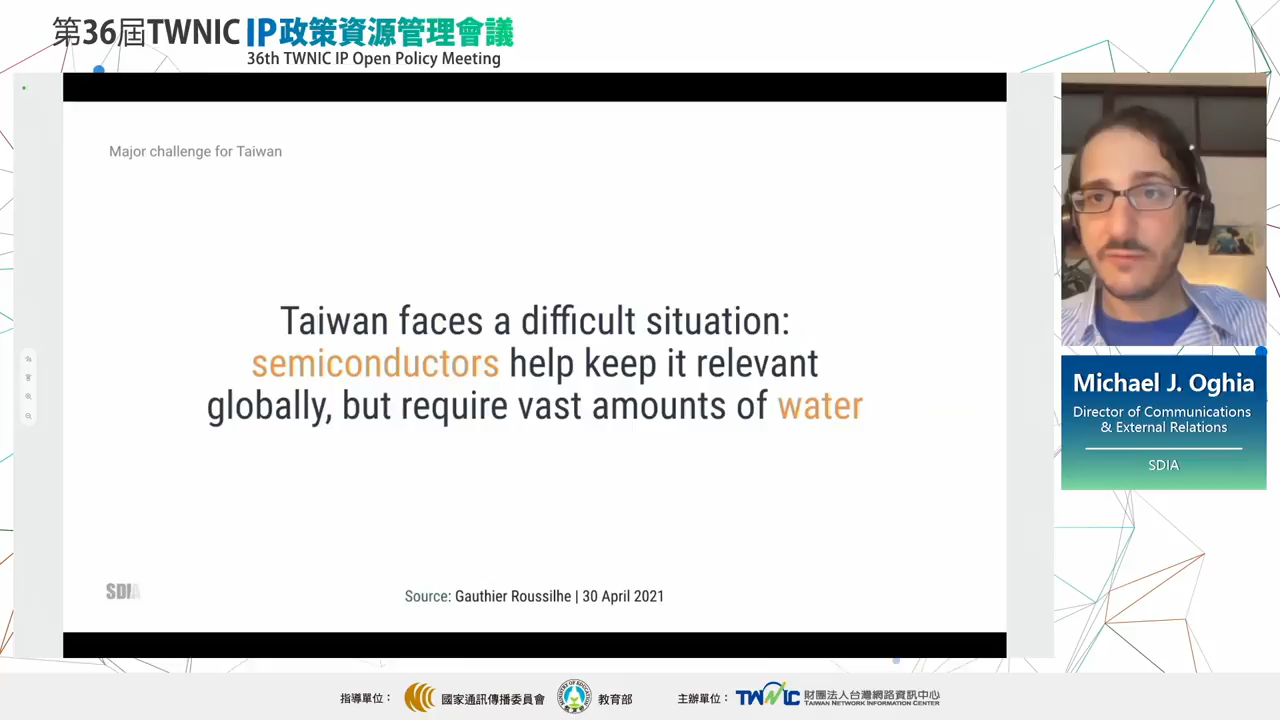 第36屆TWNIC IP政策資源管理會議
36th TWNIC IP Open Policy Meeting
Major challenge for Taiwan
Taiwan faces a difficult situation:
semiconductors help keep it relevant
globally, but require vast amounts of water
SDIA
Source: Gauthier Roussilhe | 30 April 2021
Michael J. Oghia
Director of Communications
& External Relations
SDIA
指導單位：
國家通訊傳播委員會
教育部
主辦單位：
TWNIC
財團法人台灣網路資訊中心
TAIWAN NETWORK INFORMATION CENTER